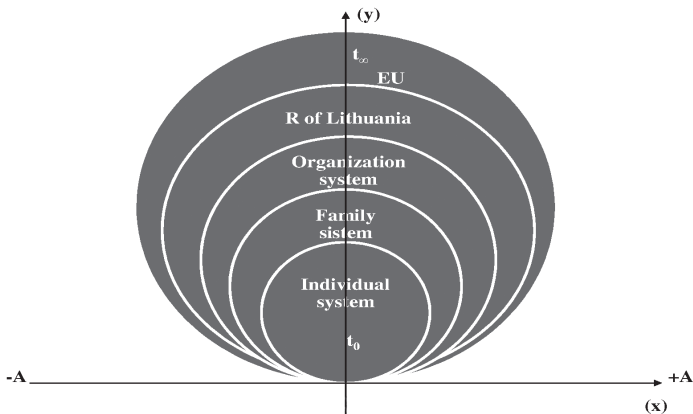 (y)
t∞
EU
R of Lithuania
Organization
system
Family
sistem
Individual
system
t₀
-A
+A
(x)